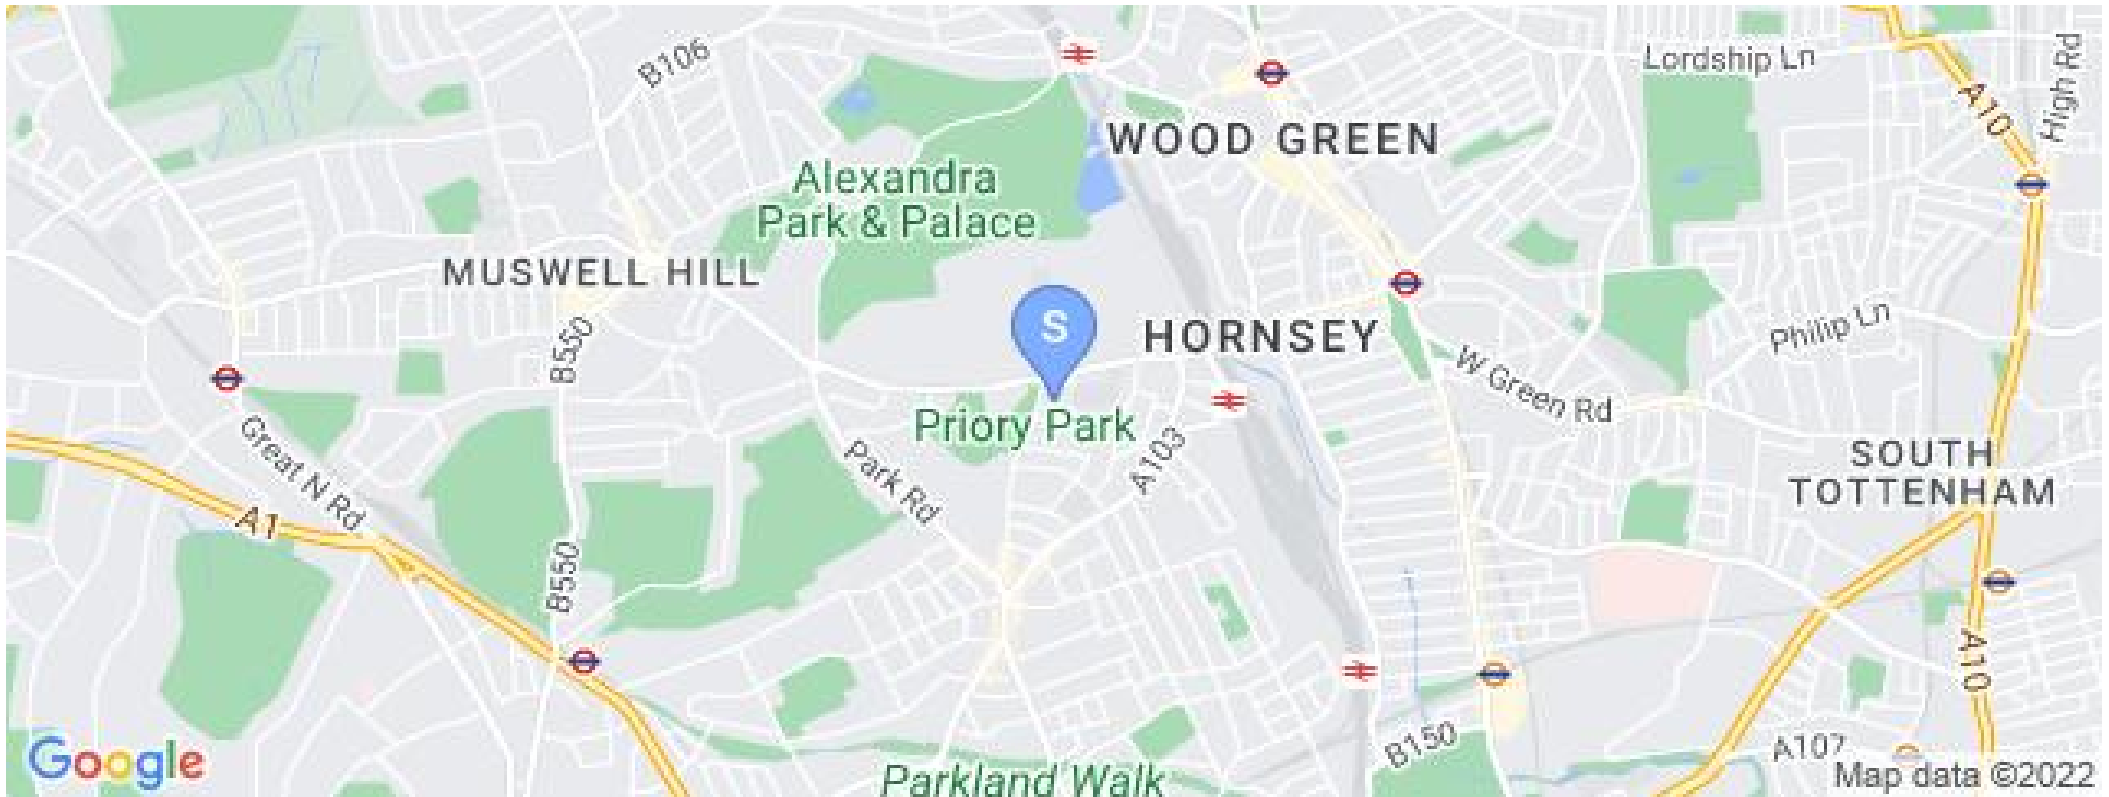 B106
Lordship Ln
High Rd
A10
WOOD GREEN
Alexandra
Park & Palace
MUSWELL HILL
S
HORNSEY
B550
Philip Ln
W Green Rd
Priory Park
Great N Rd
Park Rd
A103
SOUTH
TOTTENHAM
A1
B550
A10
B150
A107
Google
Parkland Walk
Map data ©2022